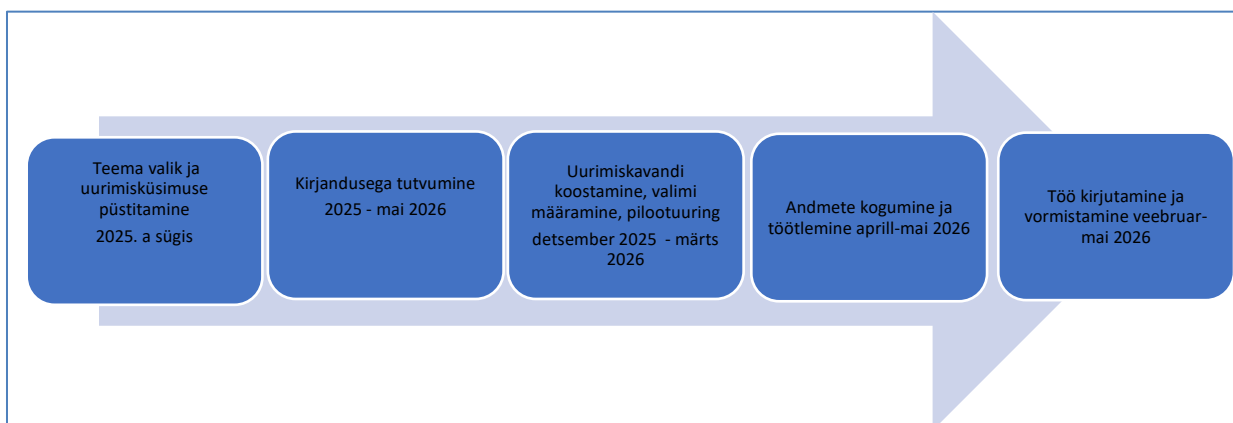 Teema valik ja
uurimisküsimuse
püstitamine
2025. a sügis
Kirjandusega tutvumine
2025 - mai 2026
Uurimiskavandi
koostamine, valimi
määramine, pilootuuring
detsember 2025 - märts
2026
Andmete kogumine ja
töötlemine aprill-mai 2026
Töö kirjutamine ja
vormistamine veebruar-
mai 2026